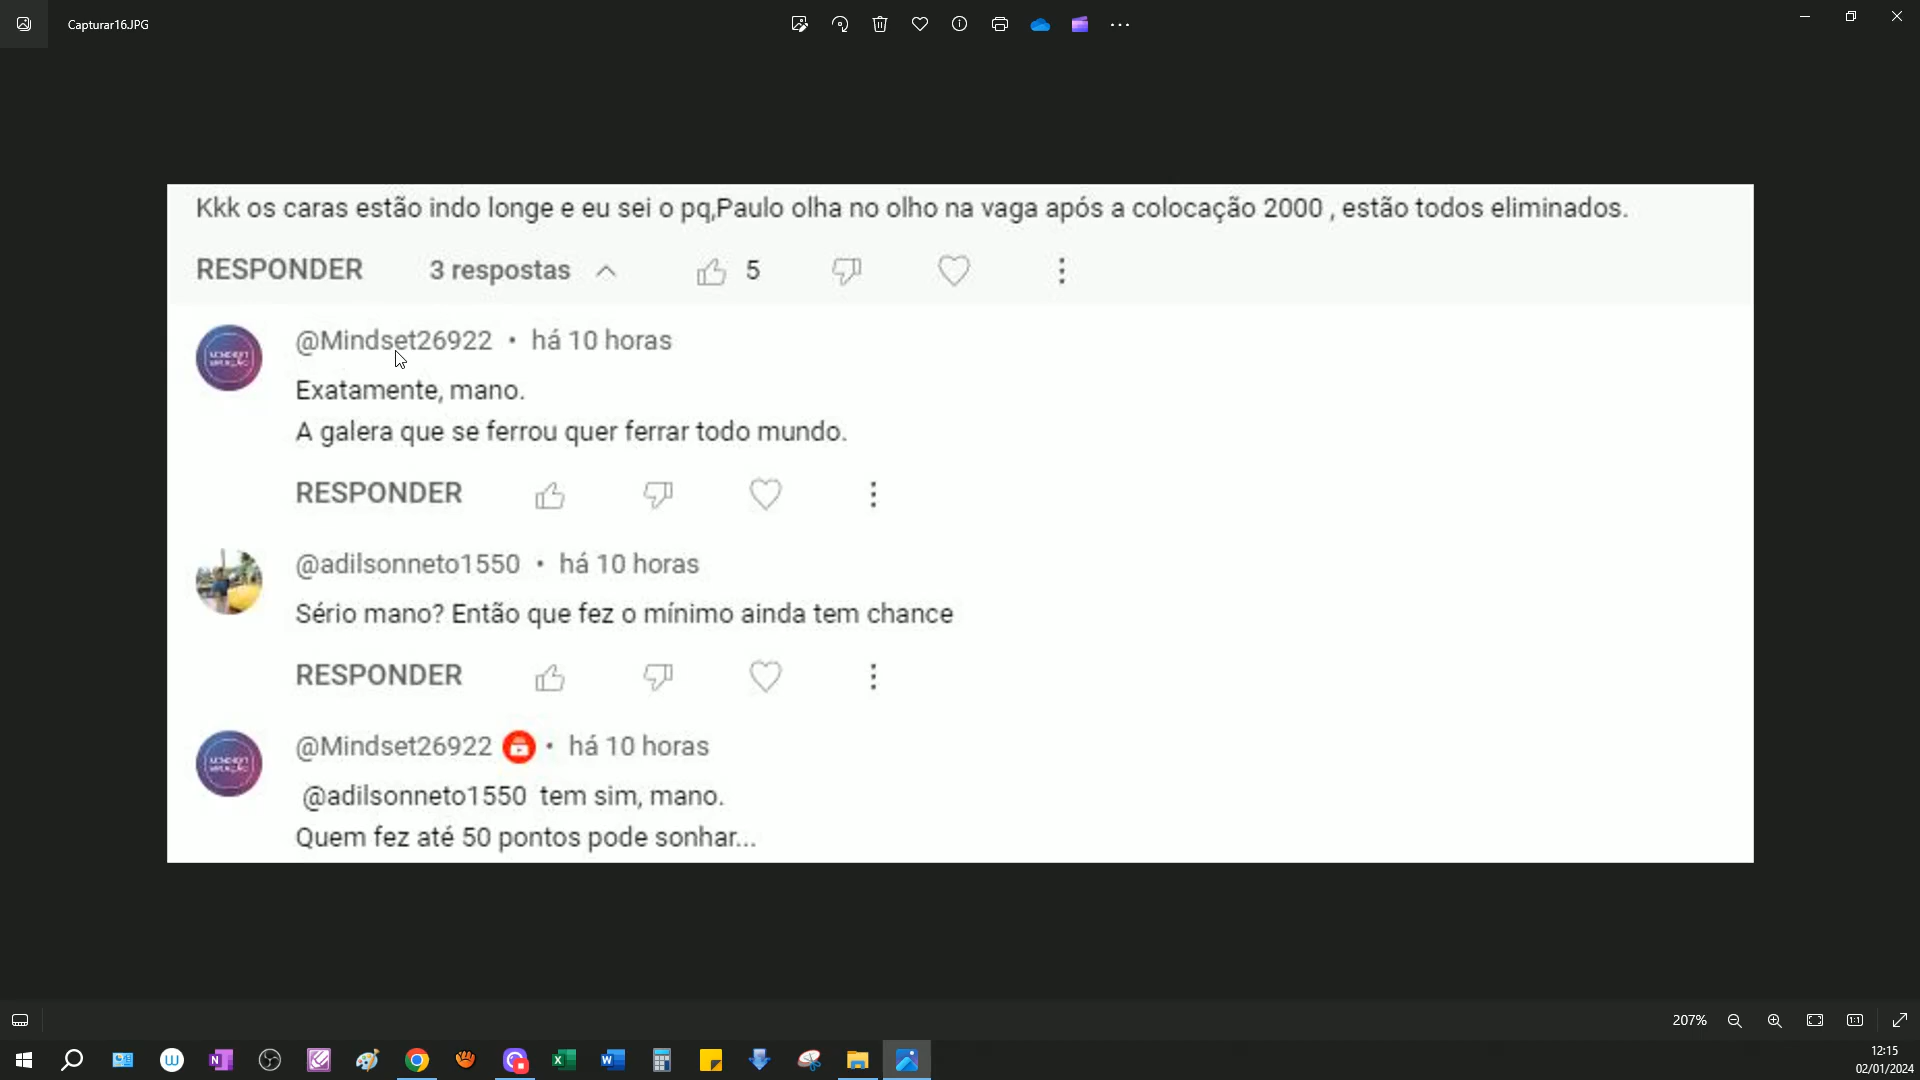 Capturar16.JPG
Kkk os caras estão indo longe e eu sei o pq,Paulo olha no olho na vaga após a colocação 2000 , estão todos eliminados.
RESPONDER 3 respostas 5
@Mindset26922 • há 10 horas
Exatamente, mano.
A galera que se ferrou quer ferrar todo mundo.
RESPONDER
@adilsonneto1550 • há 10 horas
Sério mano? Então que fez o mínimo ainda tem chance
RESPONDER
@Mindset26922 • há 10 horas
@adilsonneto1550 tem sim, mano.
Quem fez até 50 pontos pode sonhar...
207%
12:15
02/01/2024